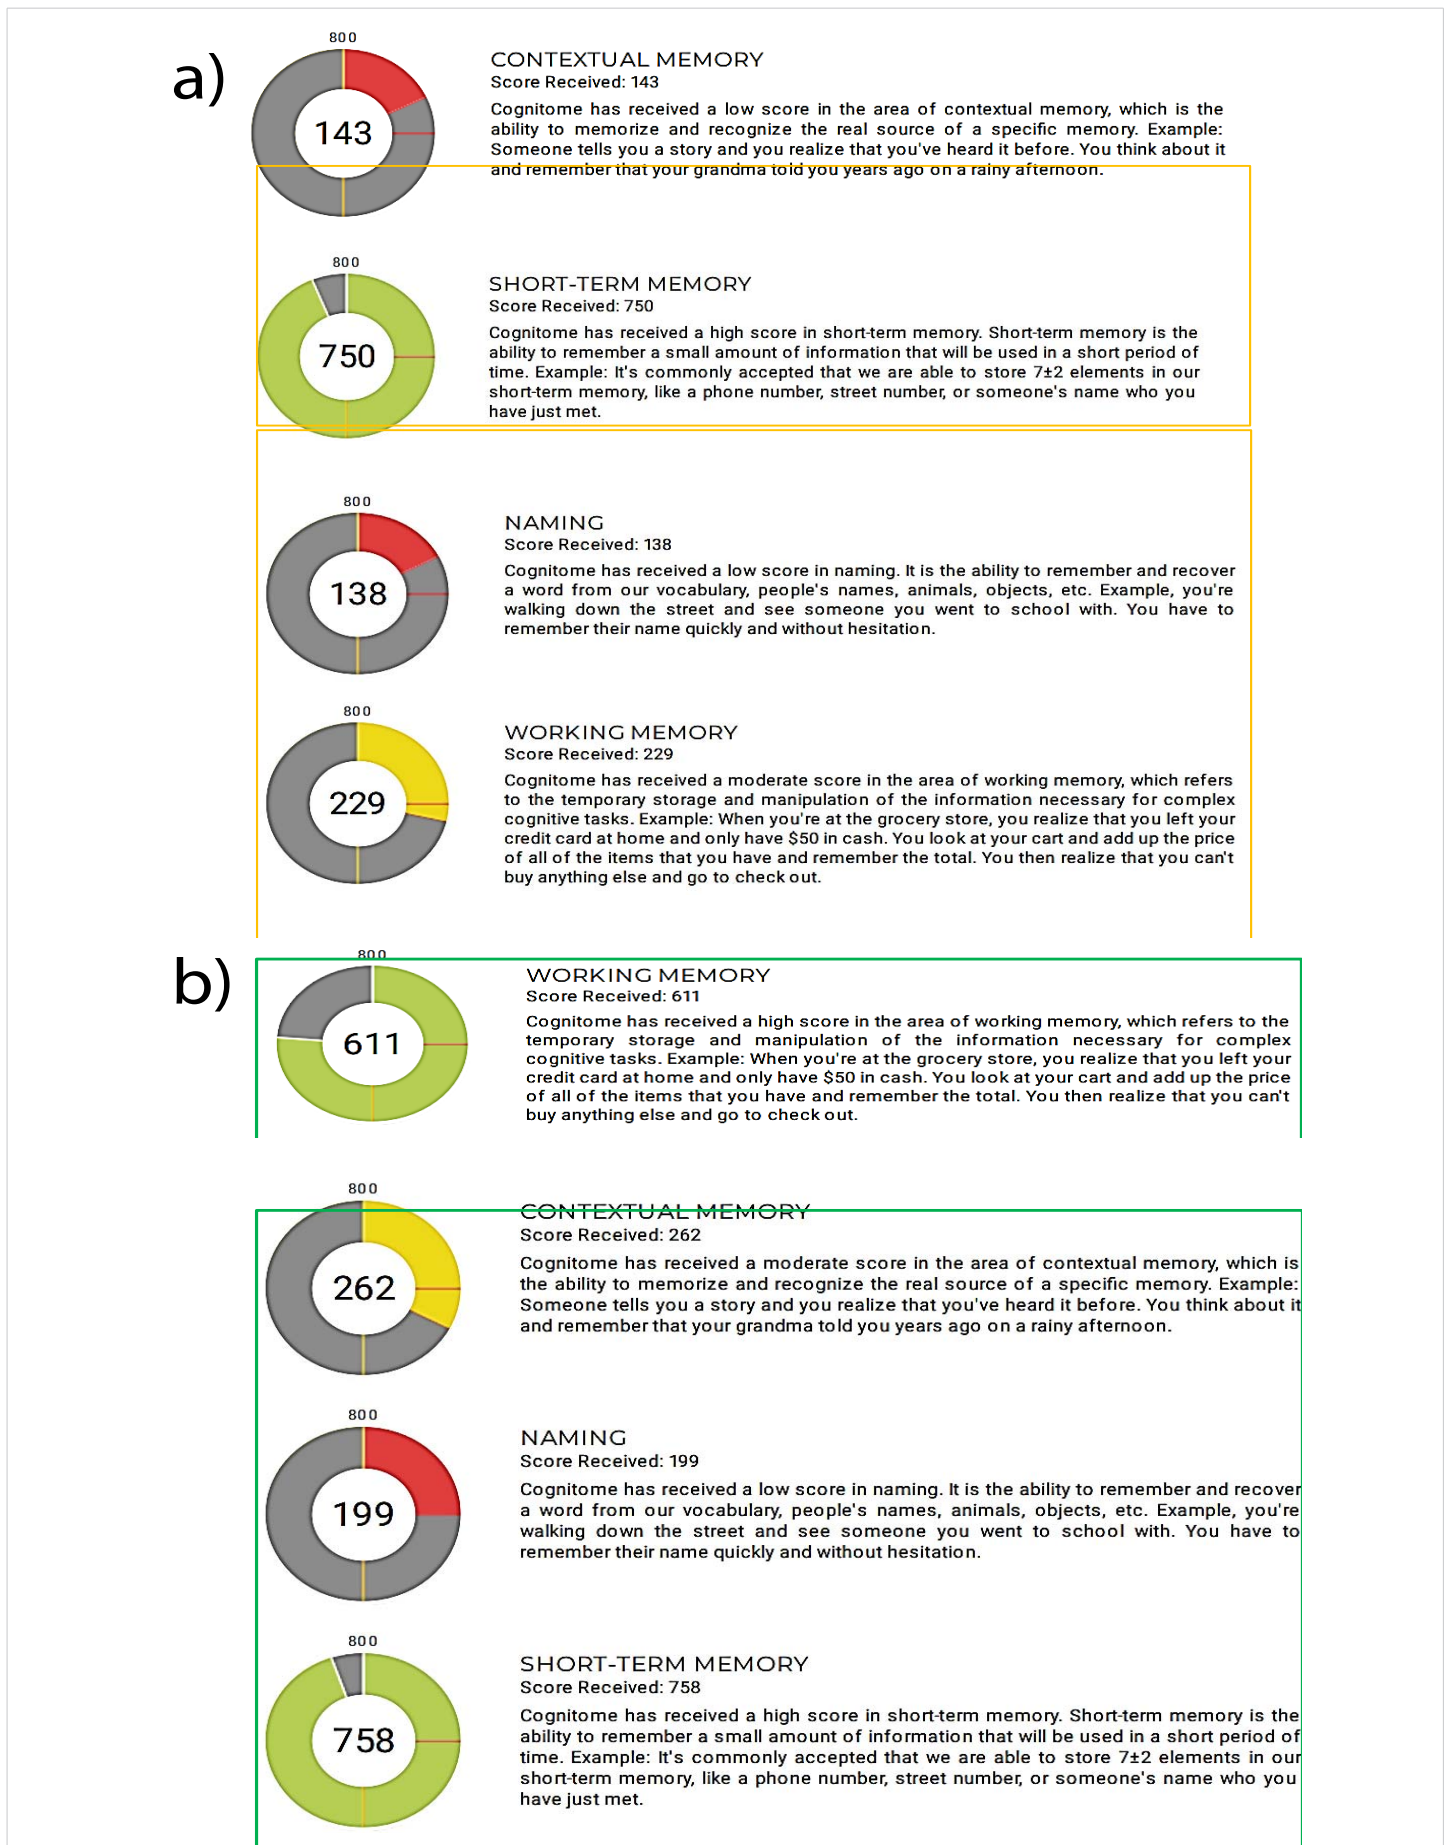 a)
800
143
CONTEXTUAL MEMORY
Score Received: 143
Cognitome has received a low score in the area of contextual memory, which is the
ability to memorize and recognize the real source of a specific memory. Example:
Someone tells you a story and you realize that you've heard it before. You think about it
and remember that your grandma told you years ago on a rainy afternoon.
800
750
SHORT-TERM MEMORY
Score Received: 750
Cognitome has received a high score in short-term memory. Short-term memory is the
ability to remember a small amount of information that will be used in a short period of
time. Example: It's commonly accepted that we are able to store 7±2 elements in our
short-term memory, like a phone number, street number, or someone's name who you
have just met.
800
138
NAMING
Score Received: 138
Cognitome has received a low score in naming. It is the ability to remember and recover
a word from our vocabulary, people's names, animals, objects, etc. Example, you're
walking down the street and see someone you went to school with. You have to
remember their name quickly and without hesitation.
800
229
WORKING MEMORY
Score Received: 229
Cognitome has received a moderate score in the area of working memory, which refers
to the temporary storage and manipulation of the information necessary for complex
cognitive tasks. Example: When you're at the grocery store, you realize that you left your
credit card at home and only have $50 in cash. You look at your cart and add up the price
of all of the items that you have and remember the total. You then realize that you can't
buy anything else and go to check out.
b)
800
611
WORKING MEMORY
Score Received: 611
Cognitome has received a high score in the area of working memory, which refers to the
temporary storage and manipulation of the information necessary for complex
cognitive tasks. Example: When you're at the grocery store, you realize that you left your
credit card at home and only have $50 in cash. You look at your cart and add up the price
of all of the items that you have and remember the total. You then realize that you can't
buy anything else and go to check out.
800
262
CONTEXTUAL MEMORY
Score Received: 262
Cognitome has received a moderate score in the area of contextual memory, which is
the ability to memorize and recognize the real source of a specific memory. Example:
Someone tells you a story and you realize that you've heard it before. You think about it
and remember that your grandma told you years ago on a rainy afternoon.
800
199
NAMING
Score Received: 199
Cognitome has received a low score in naming. It is the ability to remember and recover
a word from our vocabulary, people's names, animals, objects, etc. Example, you're
walking down the street and see someone you went to school with. You have to
remember their name quickly and without hesitation.
800
758
SHORT-TERM MEMORY
Score Received: 758
Cognitome has received a high score in short-term memory. Short-term memory is the
ability to remember a small amount of information that will be used in a short period of
time. Example: It's commonly accepted that we are able to store 7±2 elements in our
short-term memory, like a phone number, street number, or someone's name who you
have just met.